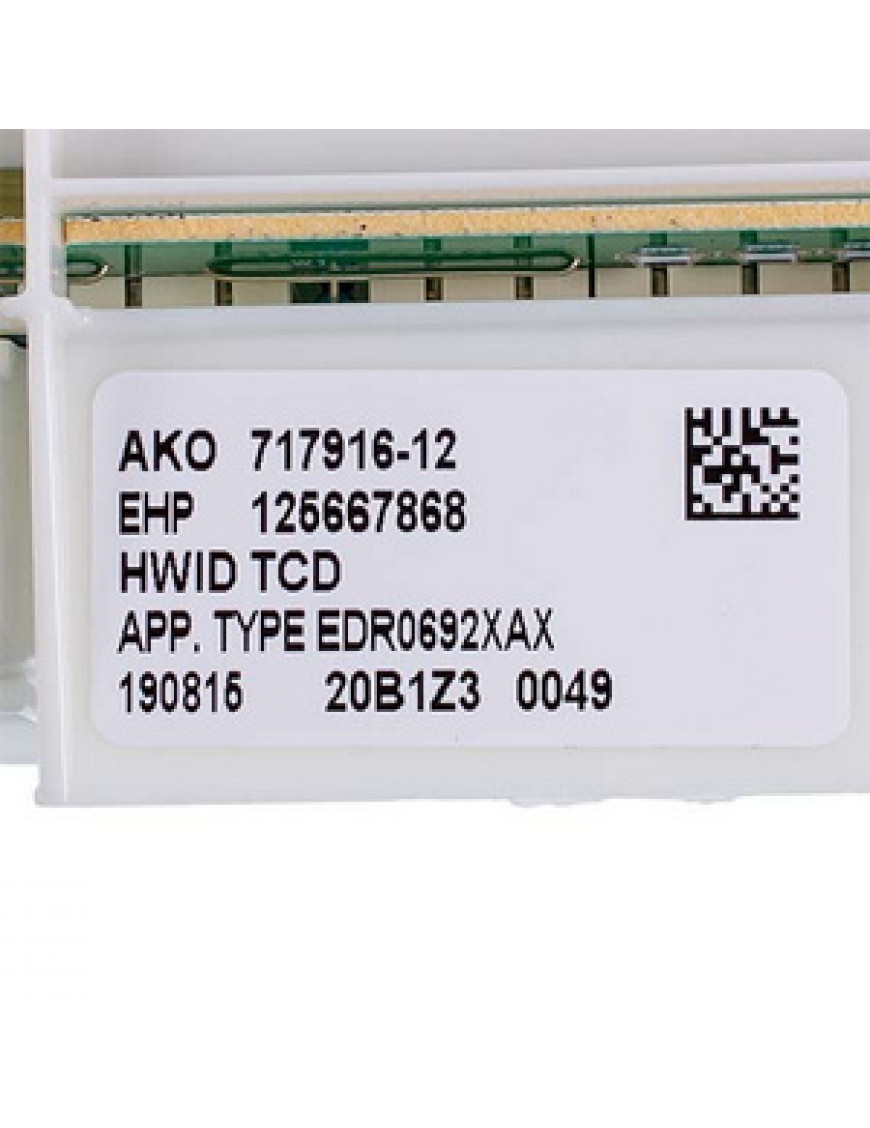 AKO 717916-12
EHP 125667868
HWID TCD
APP. TYPE EDR0692XAX
190815 20B1Z3 0049